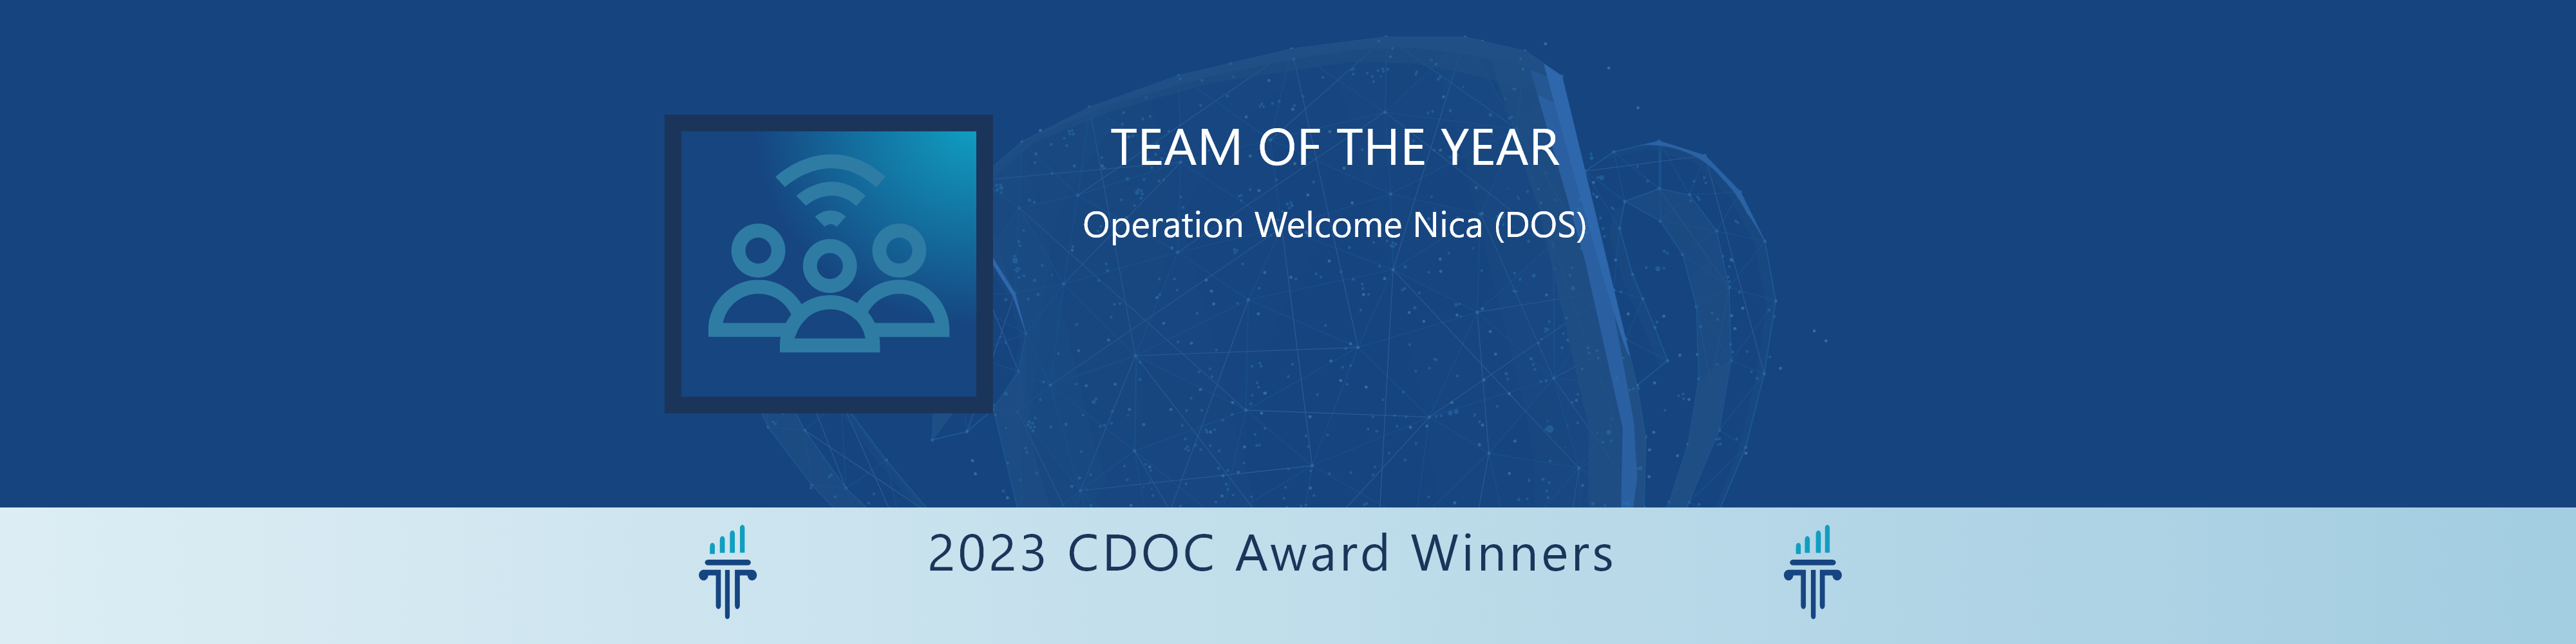 TEAM OF THE YEAR
Operation Welcome Nica (DOS)
2023 CDOC Award Winners